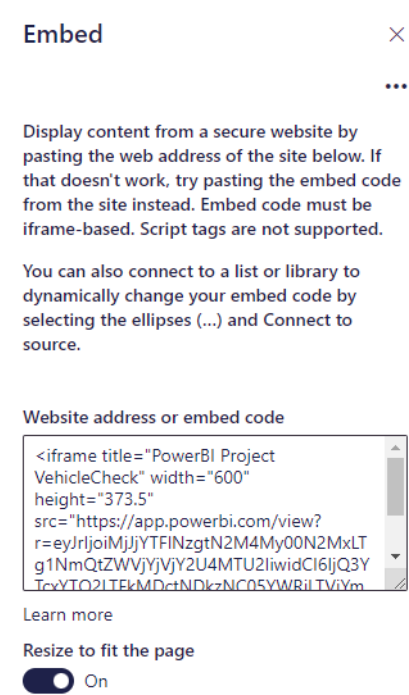 Embed
Display content from a secure website by
pasting the web address of the site below. If
that doesn't work, try pasting the embed code
from the site instead. Embed code must be
iframe-based. Script tags are not supported.
You can also connect to a list or library to
dynamically change your embed code by
selecting the ellipses (...) and Connect to
source.
Website address or embed code
<iframe title="PowerBI Project
VehicleCheck" width="600"
height="373.5"
src="https://app.powerbi.com/view?
Learn more
Resize to fit the page
On